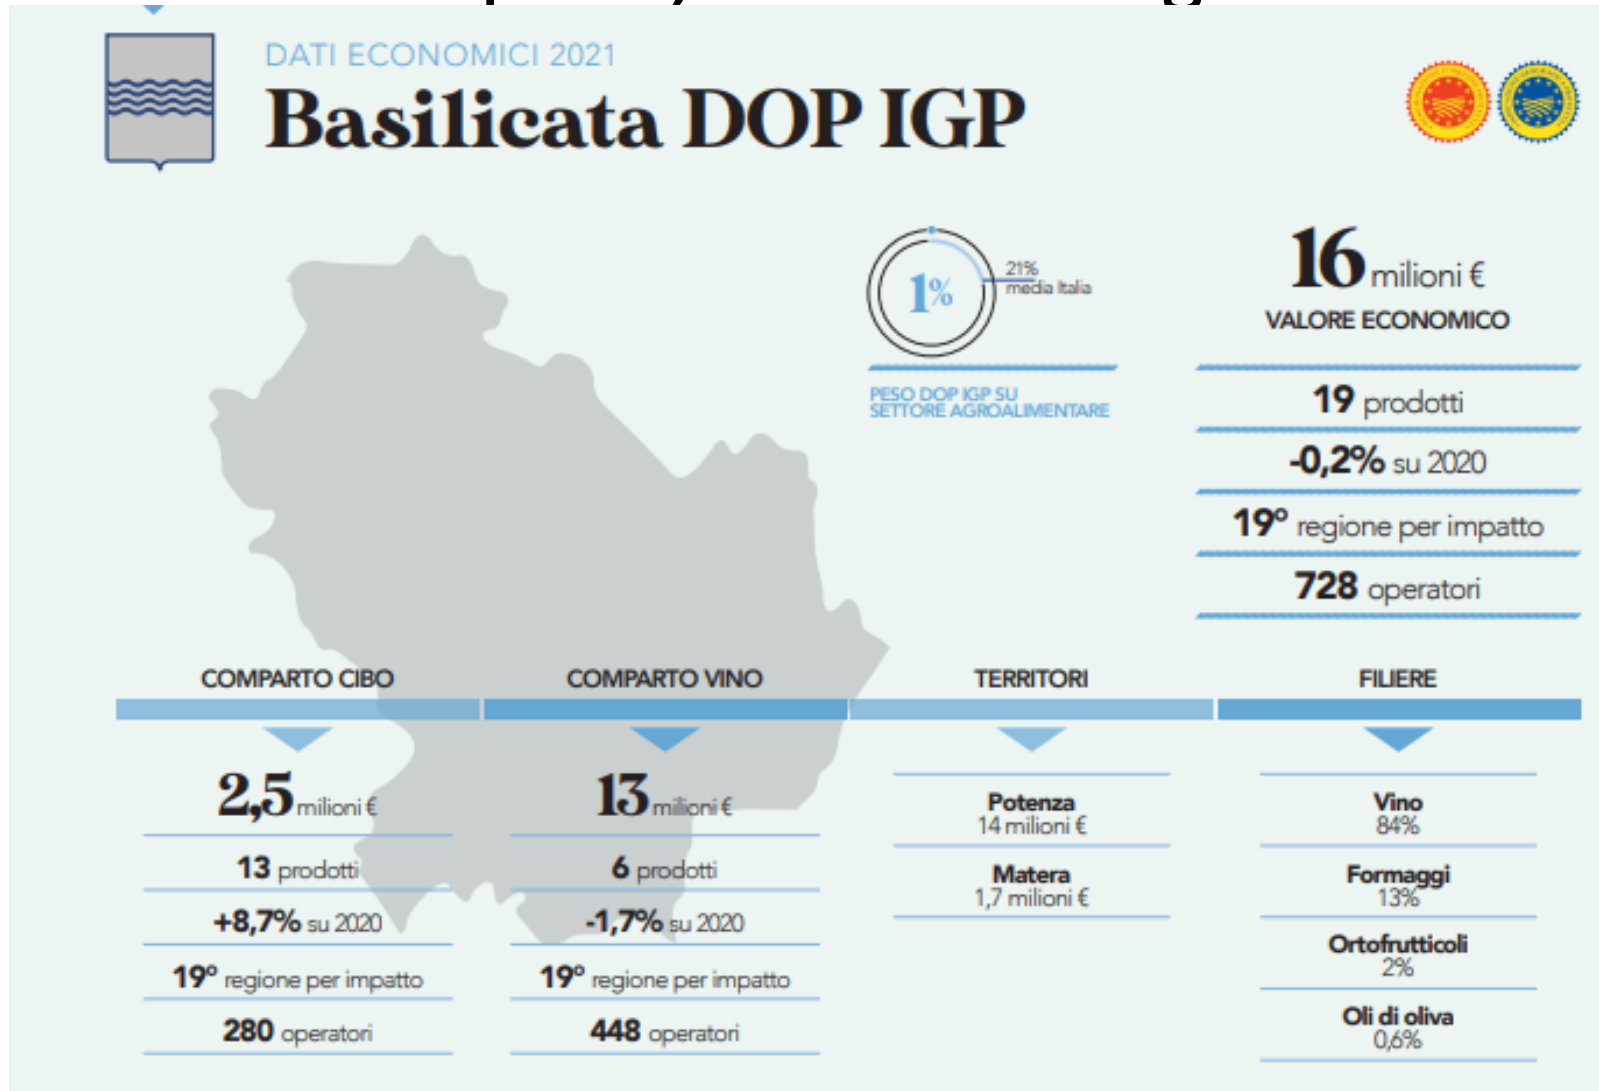 DATI ECONOMICI 2021
Basilicata DOP IGP
1%
21%
media Italia
PESO DOP IGP SU
SETTORE AGROALIMENTARE
16 milioni €
VALORE ECONOMICO
19 prodotti
-0,2% su 2020
19° regione per impatto
728 operatori
COMPARTO CIBO
2,5 milioni €
13 prodotti
+8,7% su 2020
19° regione per impatto
280 operatori
COMPARTO VINO
13 milioni €
6 prodotti
-1,7% su 2020
19° regione per impatto
448 operatori
TERRITORI
Potenza
14 milioni €
Matera
1,7 milioni €
FILIERE
Vino
84%
Formaggi
13%
Ortofrutticoli
2%
Oli di oliva
0,6%